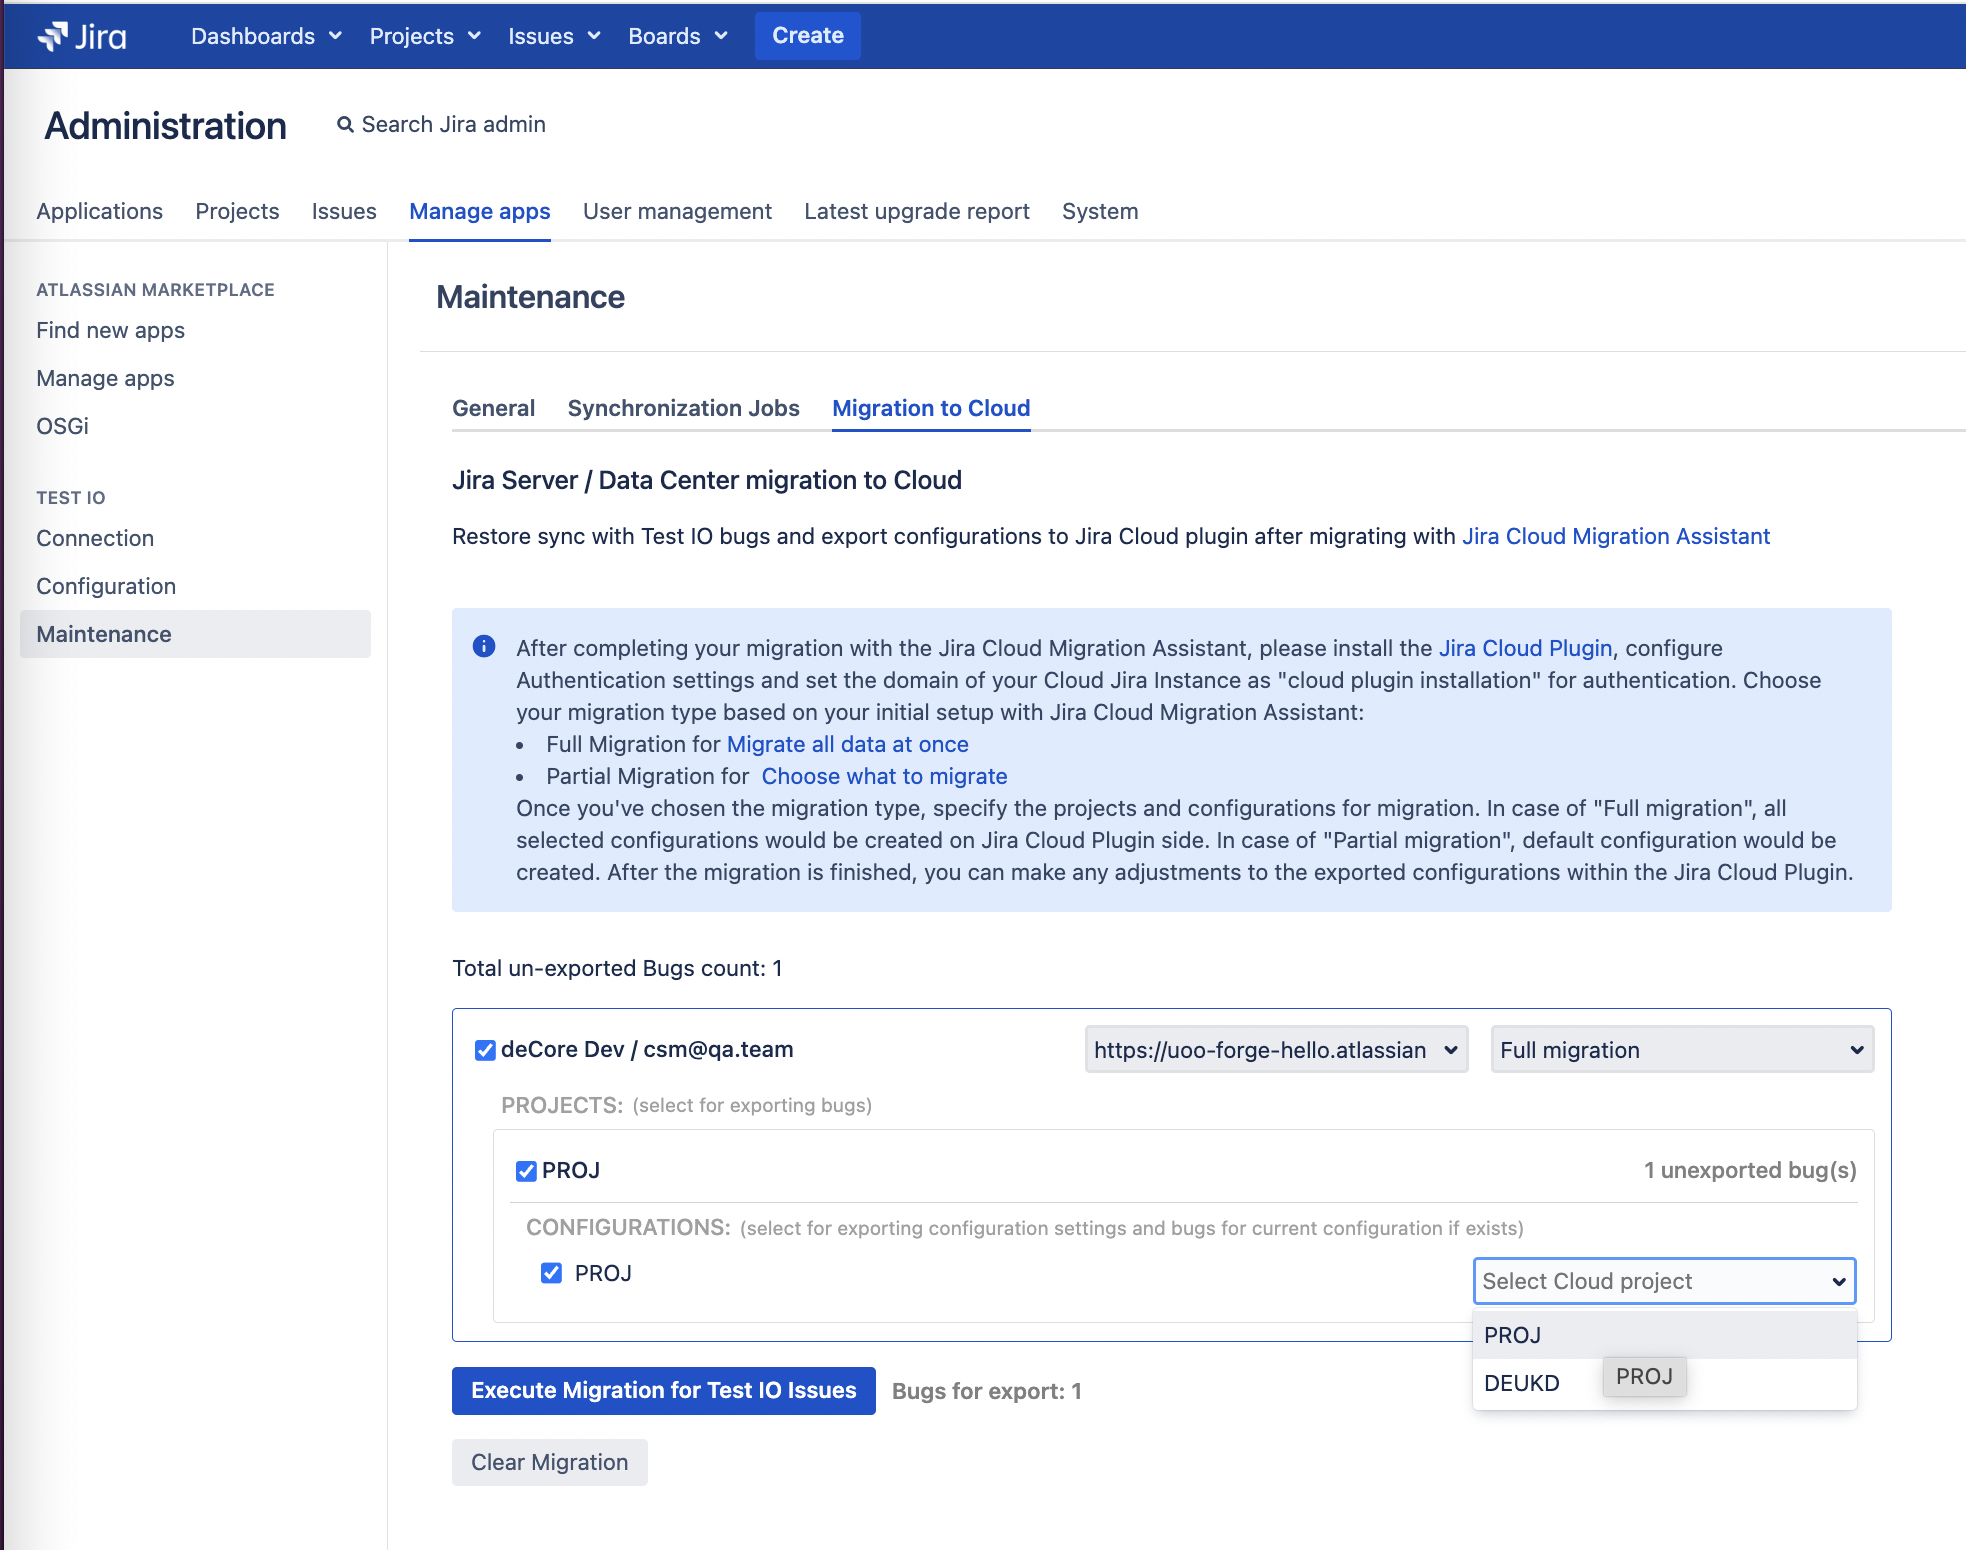 Jira Dashboards Projects Issues Boards Create
Administration Search Jira admin
Applications Projects Issues Manage apps User management Latest upgrade report System
ATLASSIAN MARKETPLACE
Find new apps
Manage apps
OSGi
TEST IO
Connection
Configuration
Maintenance
Maintenance
General Synchronization Jobs Migration to Cloud
Jira Server / Data Center migration to Cloud
Restore sync with Test IO bugs and export configurations to Jira Cloud plugin after migrating with Jira Cloud Migration Assistant
After completing your migration with the Jira Cloud Migration Assistant, please install the Jira Cloud Plugin, configure
Authentication settings and set the domain of your Cloud Jira Instance as "cloud plugin installation" for authentication. Choose
your migration type based on your initial setup with Jira Cloud Migration Assistant:
• Full Migration for Migrate all data at once
• Partial Migration for Choose what to migrate
Once you've chosen the migration type, specify the projects and configurations for migration. In case of "Full migration", all
selected configurations would be created on Jira Cloud Plugin side. In case of "Partial migration", default configuration would be
created. After the migration is finished, you can make any adjustments to the exported configurations within the Jira Cloud Plugin.
Total un-exported Bugs count: 1
deCore Dev / csm@qa.team https://uoo-forge-hello.atlassian Full migration
PROJECTS: (select for exporting bugs)
PROJ 1 unexported bug(s)
CONFIGURATIONS: (select for exporting configuration settings and bugs for current configuration if exists)
PROJ Select Cloud project
PROJ
DEUKD PROJ
Execute Migration for Test IO Issues Bugs for export: 1
Clear Migration